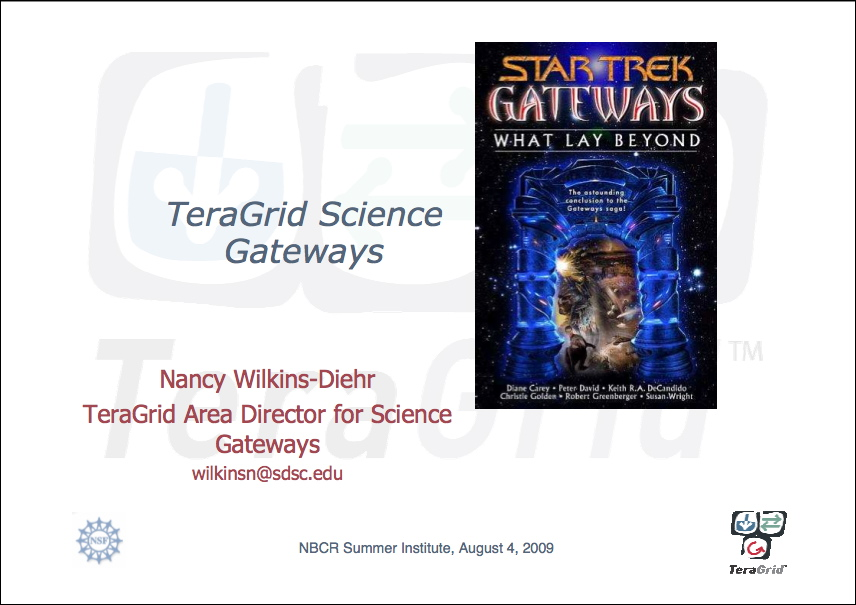 STAR TREK
GATEWAYS
WHAT LAY BEYOND
The astounding
conclusion to the
Gateways saga!
Diane Carey • Peter David • Keith R.A. DeCandido
Christie Golden • Robert Greenberger • Susan Wright
TeraGrid Science
Gateways
TeraGrid
TM
Nancy Wilkins-Diehr
TeraGrid Area Director for Science
Gateways
wilkinsn@sdsc.edu
NSF
NBCR Summer Institute, August 4, 2009
TeraGrid™